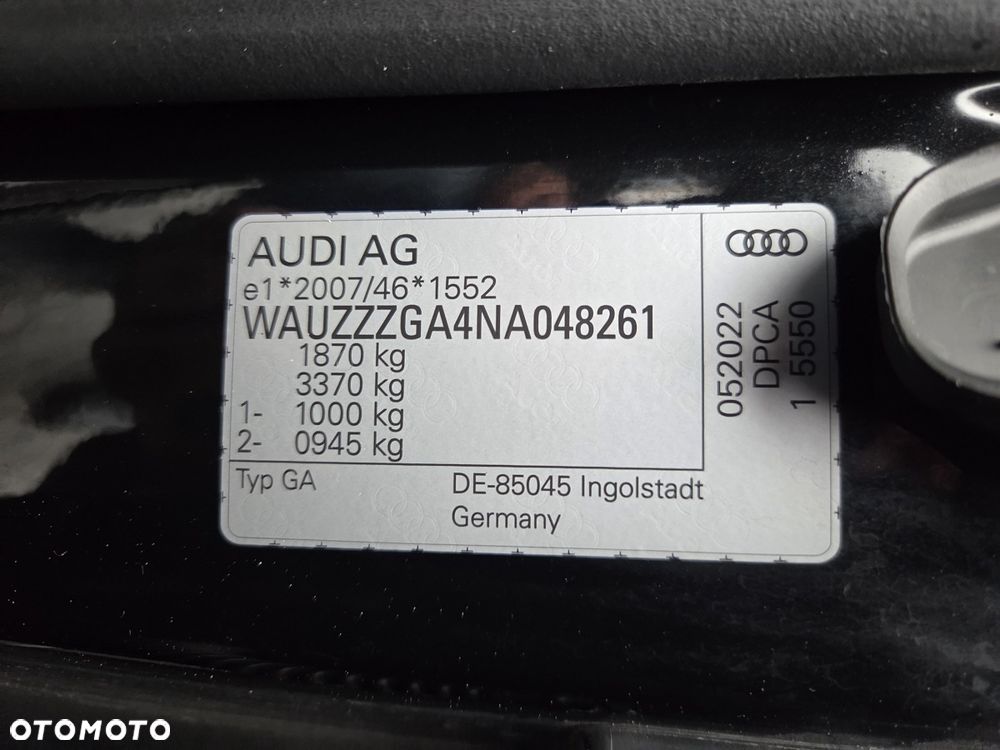 AUDI AG
e1*2007/46*1552
WAUZZZGA4NA048261
1870 kg
3370 kg
1- 1000 kg
2- 0945 kg
Typ GA
DE-85045 Ingolstadt
Germany
052022
DPCA
1 5550
OTOMOTO